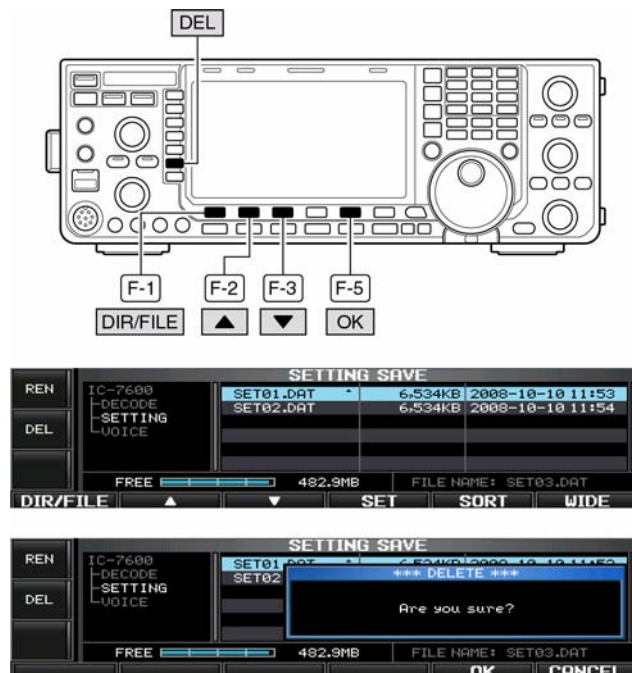 DEL
F-1 F-2 F-3 F-5
DIR/FILE ▲ ▼ OK
SETTING SAVE
REN
DEL
IC-7600
DECODE
SETTING
VOICE
SET01.DAT 6,534KB 2008-10-10 11:53
SET02.DAT 6,534KB 2008-10-10 11:54
FREE 482.9MB FILE NAME: SET03.DAT
DIR/FILE ▲ ▼ SET SORT WIDE
SETTING SAVE
REN
DEL
IC-7600
DECODE
SETTING
VOICE
SET01
SET02
*** DELETE ***
Are you sure?
FREE 482.9MB FILE NAME: SET03.DAT
OK CANCEL